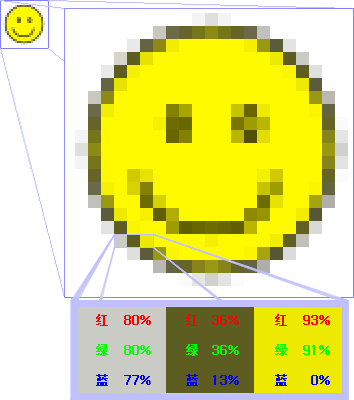 红 80% 红 36% 红 93%
绿 80% 绿 36% 绿 91%
蓝 77% 蓝 13% 蓝 0%